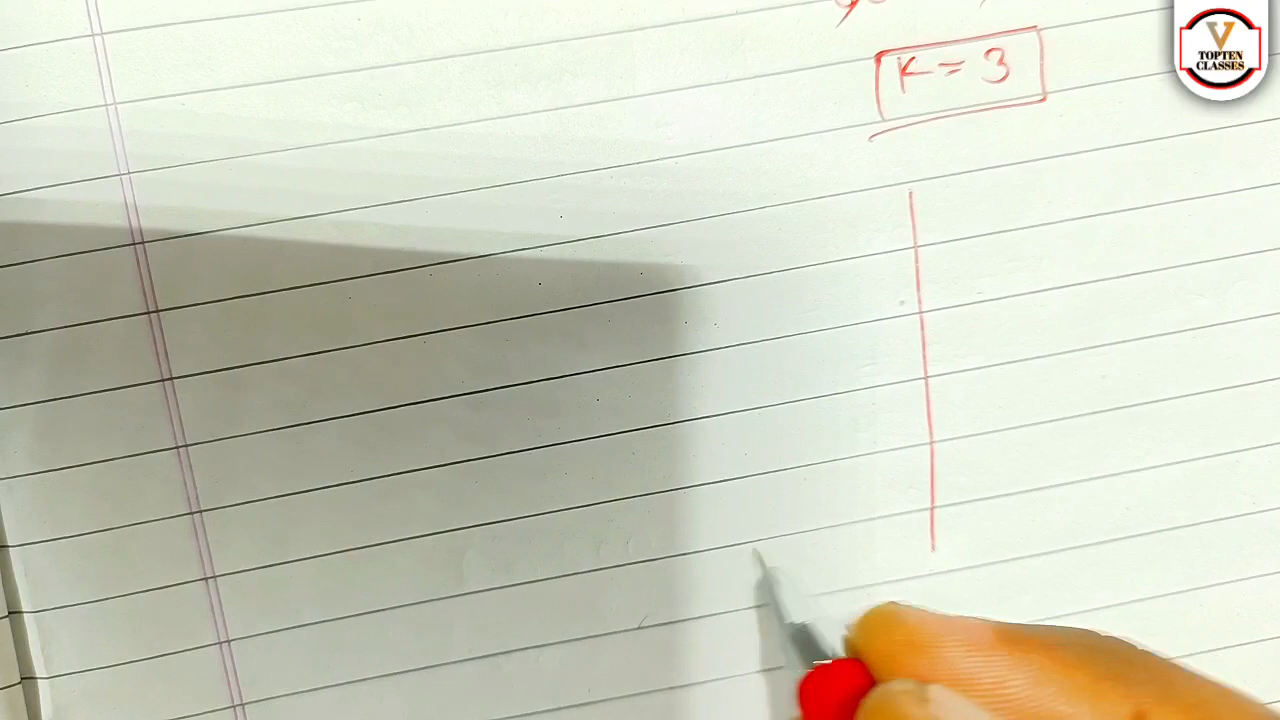 V
TOPTEN
CLASSES
K = 3